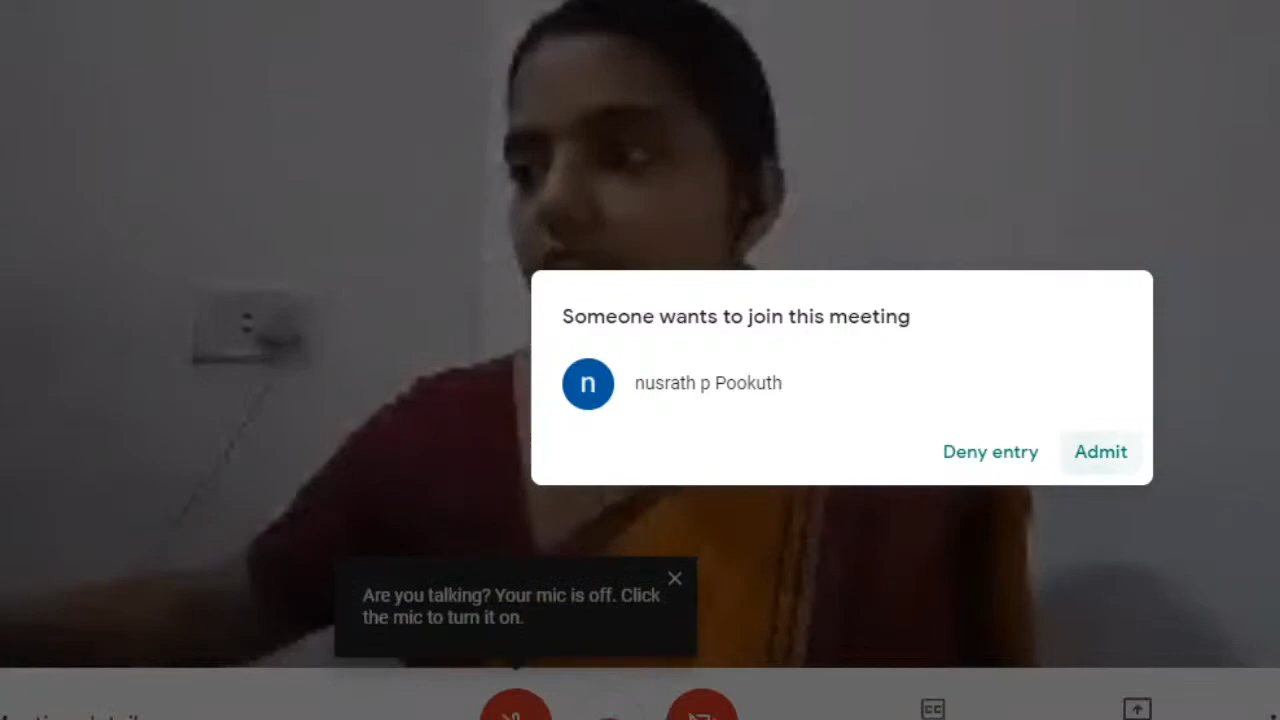 Someone wants to join this meeting
n
nusrath p Pookuth
Deny entry
Admit
Are you talking? Your mic is off. Click
the mic to turn it on.
CC